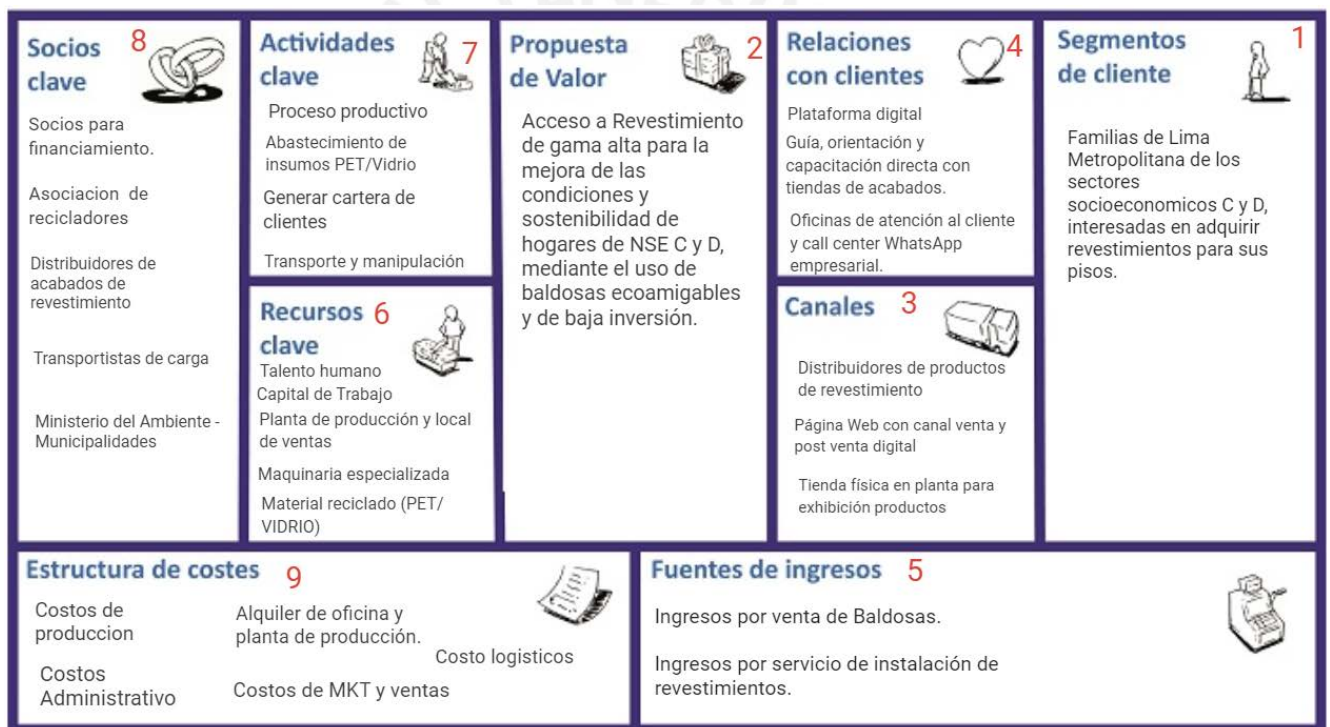 Socios
clave
8
Socios para
financiamiento.
Asociacion de
recicladores
Distribuidores de
acabados de
revestimiento
Transportistas de carga
Ministerio del Ambiente -
Municipalidades
Actividades
clave
7
Proceso productivo
Abastecimiento de
insumos PET/Vidrio
Generar cartera de
clientes
Transporte y manipulación
Recursos 6
clave
Talento humano
Capital de Trabajo
Planta de producción y local
de ventas
Maquinaria especializada
Material reciclado (PET/
VIDRIO)
Propuesta
de Valor
2
Acceso a Revestimiento
de gama alta para la
mejora de las
condiciones y
sostenibilidad de
hogares de NSE C y D,
mediante el uso de
baldosas ecoamigables
y de baja inversión.
Relaciones
con clientes
4
Plataforma digital
Guía, orientación y
capacitación directa con
tiendas de acabados.
Oficinas de atención al cliente
y call center WhatsApp
empresarial.
Canales 3
Distribuidores de productos
de revestimiento
Página Web con canal venta y
post venta digital
Tienda física en planta para
exhibición productos
Segmentos
de cliente
1
Familias de Lima
Metropolitana de los
sectores
socioeconomicos C y D,
interesadas en adquirir
revestimientos para sus
pisos.
Estructura de costes 9
Costos de
produccion
Costos
Administrativo
Alquiler de oficina y
planta de producción.
Costos de MKT y ventas
Costo logisticos
Fuentes de ingresos 5
Ingresos por venta de Baldosas.
Ingresos por servicio de instalación de
revestimientos.